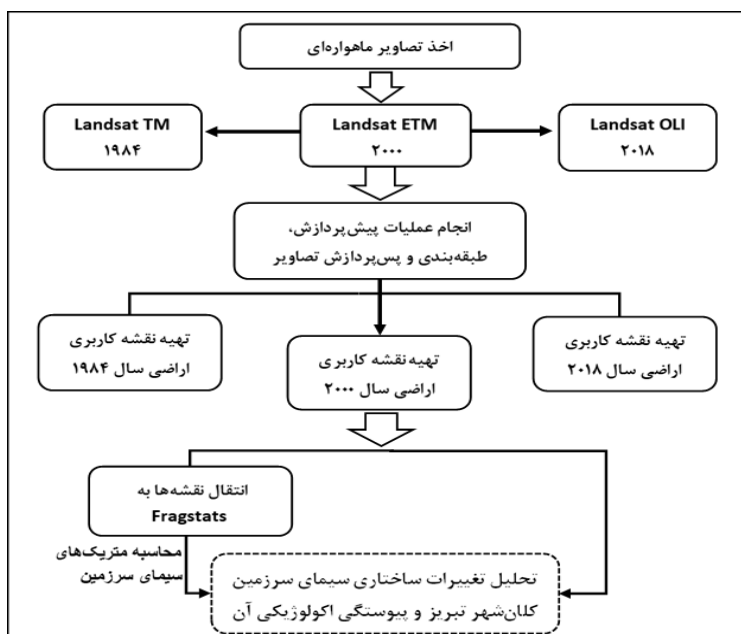 اخذ تصاویر ماهواره‌ای
Landsat OLI
۲۰۱۸
Landsat ETM
۲۰۰۰
Landsat TM
۱۹۸۴
انجام عملیات پیش‌پردازش،
طبقه‌بندی و پس‌پردازش تصاویر
تهیه نقشه کاربری
اراضی سال ۲۰۱۸
تهیه نقشه کاربری
اراضی سال ۲۰۰۰
تهیه نقشه کاربری
اراضی سال ۱۹۸۴
انتقال نقشه‌ها به
Fragstats
محاسبه متریک‌های
سیمای سرزمین
تحلیل تغییرات ساختاری سیمای سرزمین
کلان‌شهر تبریز و پیوستگی اکولوژیکی آن